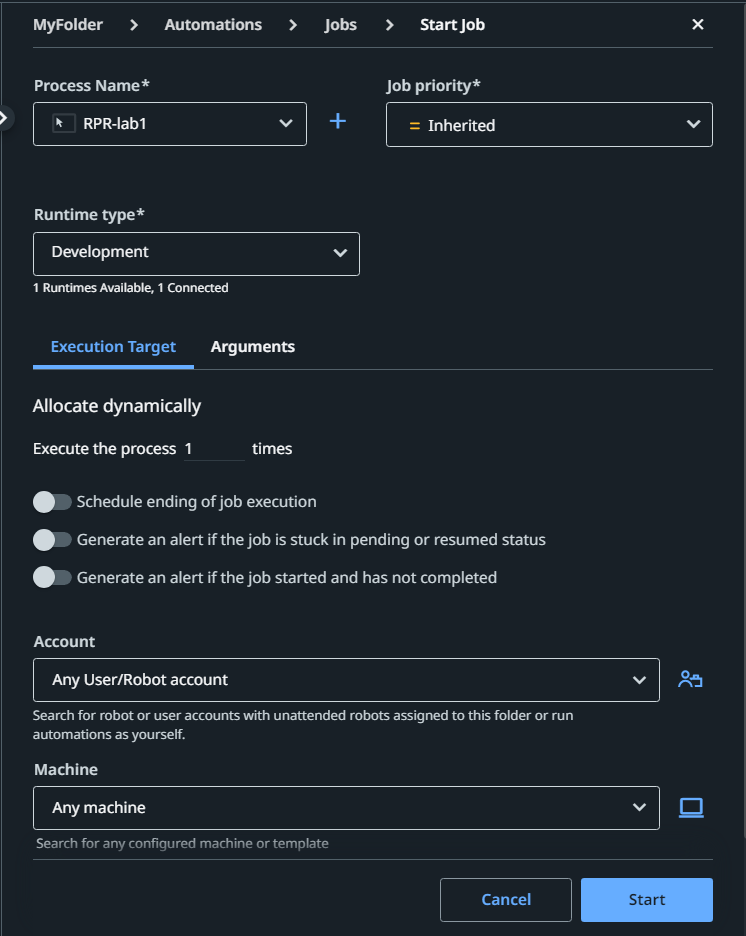 MyFolder > Automations > Jobs > Start Job
Process Name* Job priority*
RPR-lab1 Inherited
Runtime type*
Development
1 Runtimes Available, 1 Connected
Execution Target Arguments
Allocate dynamically
Execute the process 1 times
Schedule ending of job execution
Generate an alert if the job is stuck in pending or resumed status
Generate an alert if the job started and has not completed
Account
Any User/Robot account
Search for robot or user accounts with unattended robots assigned to this folder or run
automations as yourself.
Machine
Any machine
Search for any configured machine or template
Cancel Start